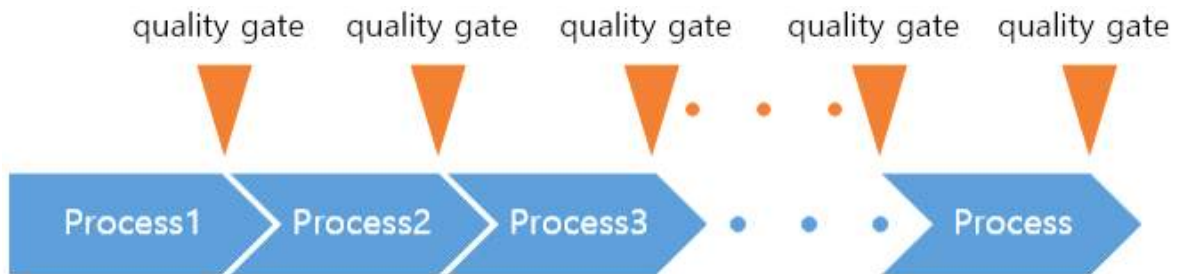 quality gate quality gate quality gate quality gate quality gate
Process1 Process2 Process3 Process